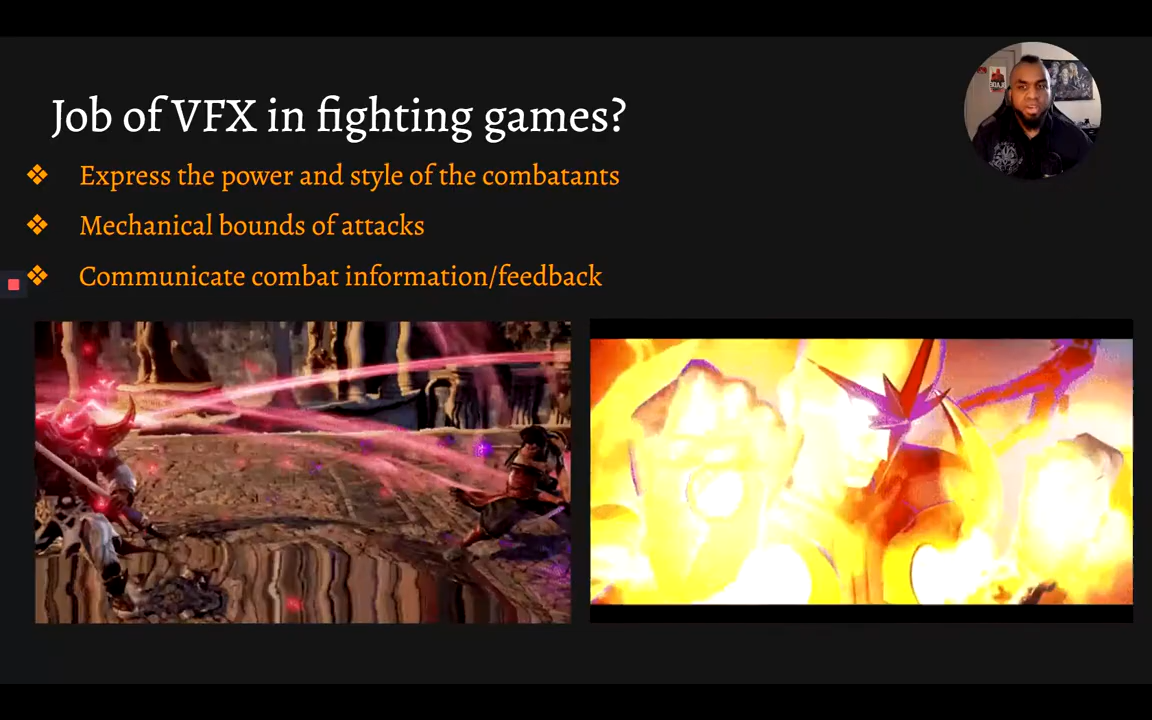 Job of VFX in fighting games?
❖ Express the power and style of the combatants
❖ Mechanical bounds of attacks
❖ Communicate combat information/feedback